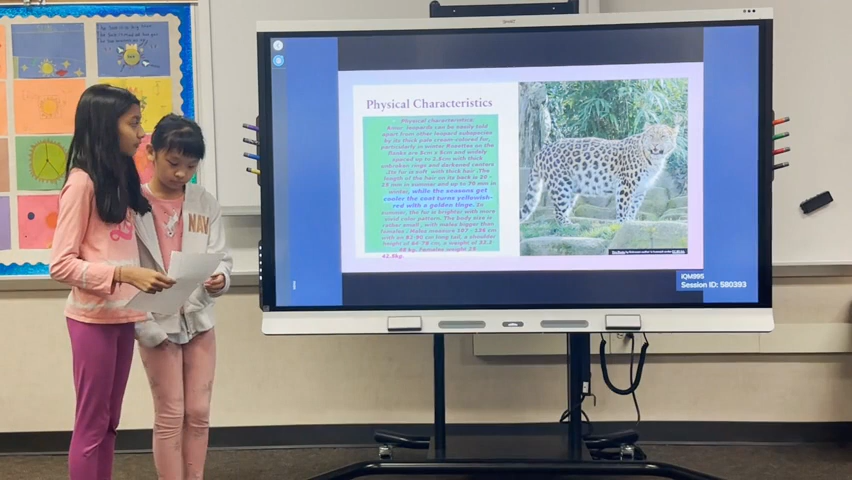 Physical Characteristics
Physical characteristics
Amur leopards can be easily told
apart from other leopard subspecies
by its thick pale cream-colored fur,
particularly in winter. Rosettes on the
flanks are 5cm x 5cm and widely
spaced up to 2.5cm with thick
unbroken rings and darkened centers
.Its fur is soft with thick hair .The
length of the hair on its back is 20 -
25 mm in summer and up to 70 mm in
winter, while the seasons get
cooler the coat turns yellowish-
red with a golden tinge. In
summer, the fur is brighter with more
vivid color pattern. The body size is
rather small , with males bigger than
females . Males measure 107 - 136 cm
with an 82-90 cm long tail, a shoulder
height of 64-78 cm, a weight of 32.2
- 48 kg. Females weight 25 -
42.5kg.
iQM995
Session ID: 580393
NAV